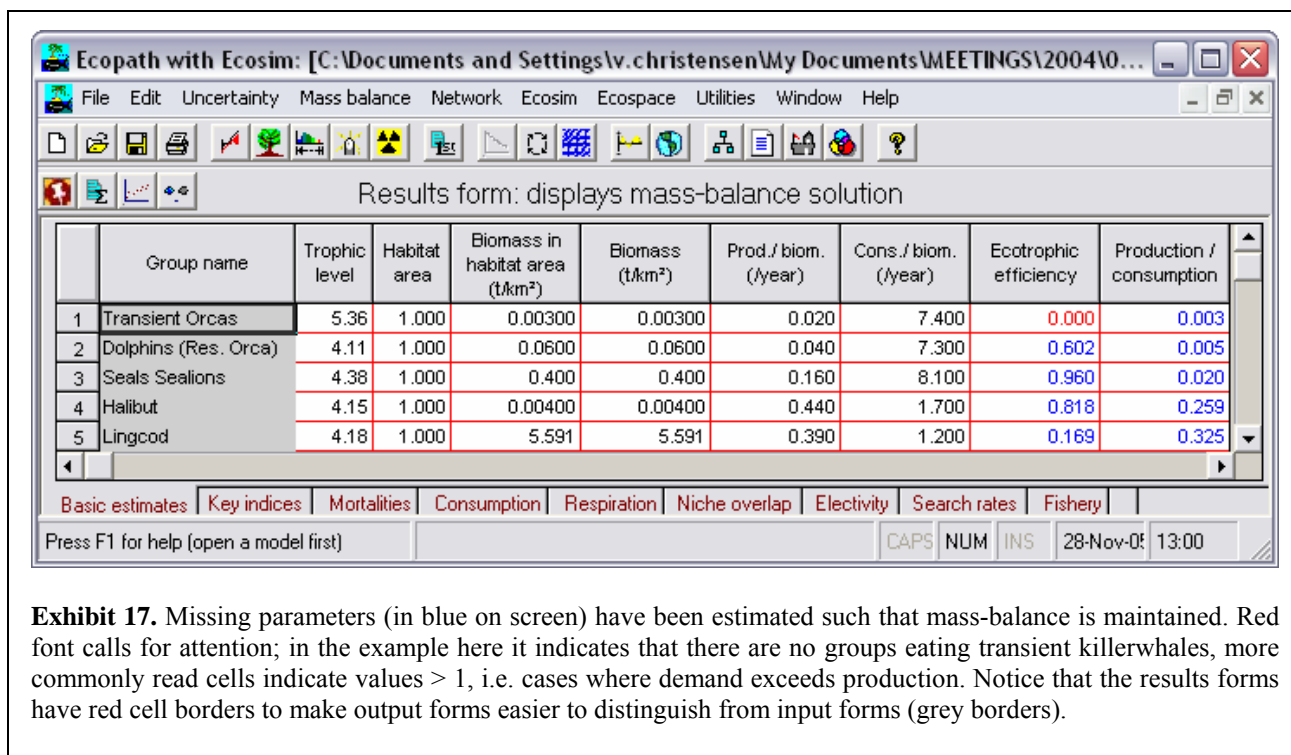 Ecopath with Ecosim: [C:\Documents and Settings\v.christensen\My Documents\MEETINGS\2004\0...
File Edit Uncertainty Mass balance Network Ecosim Ecospace Utilities Window Help
Results form: displays mass-balance solution
Group name Trophic level Habitat area Biomass in habitat area (t/km²) Biomass (t/km²) Prod./ biom. (/year) Cons./ biom. (/year) Ecotrophic efficiency Production / consumption
1 Transient Orcas 5.36 1.000 0.00300 0.00300 0.020 7.400 0.000 0.003
2 Dolphins (Res. Orca) 4.11 1.000 0.0600 0.0600 0.040 7.300 0.602 0.005
3 Seals Sealions 4.38 1.000 0.400 0.400 0.160 8.100 0.960 0.020
4 Halibut 4.15 1.000 0.00400 0.00400 0.440 1.700 0.818 0.259
5 Lingcod 4.18 1.000 5.591 5.591 0.390 1.200 0.169 0.325
Basic estimates Key indices Mortalities Consumption Respiration Niche overlap Electivity Search rates Fishery
Press F1 for help (open a model first) CAPS NUM INS 28-Nov-05 13:00
Exhibit 17. Missing parameters (in blue on screen) have been estimated such that mass-balance is maintained. Red
font calls for attention; in the example here it indicates that there are no groups eating transient killerwhales, more
commonly read cells indicate values > 1, i.e. cases where demand exceeds production. Notice that the results forms
have red cell borders to make output forms easier to distinguish from input forms (grey borders).